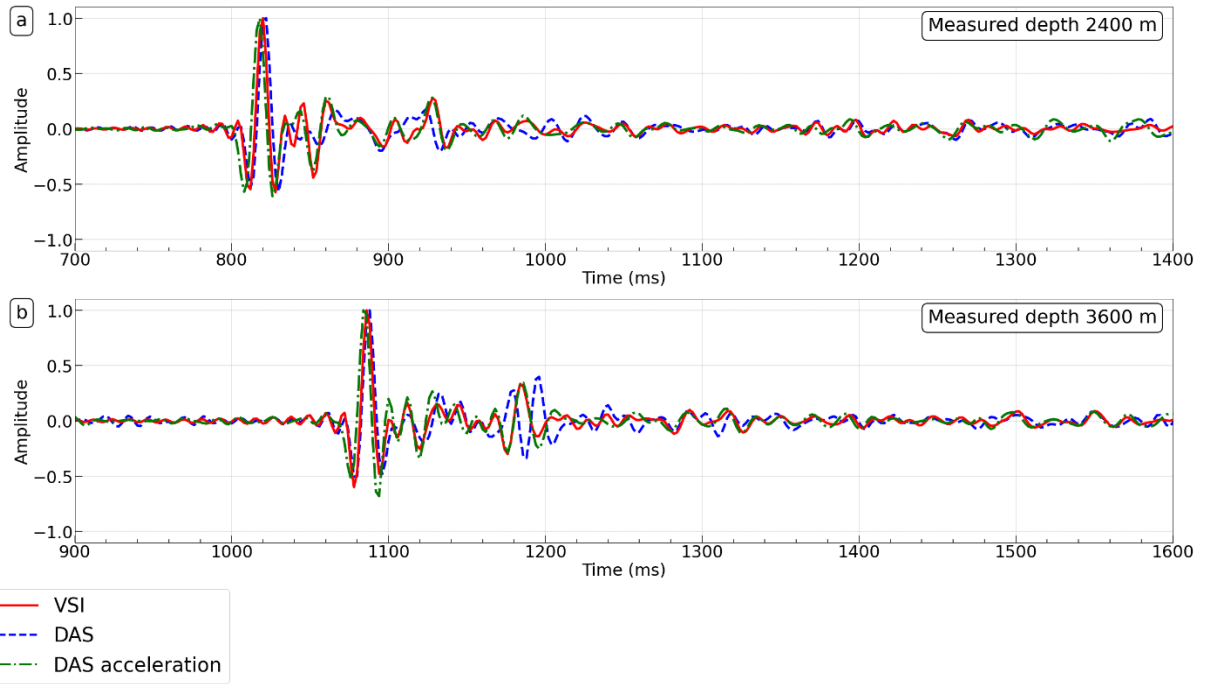 a
Measured depth 2400 m
1.0
0.5
0.0
−0.5
−1.0
Amplitude
700 800 900 1000 1100 1200 1300 1400
Time (ms)
b
Measured depth 3600 m
1.0
0.5
0.0
−0.5
−1.0
Amplitude
900 1000 1100 1200 1300 1400 1500 1600
Time (ms)
VSI
DAS
DAS acceleration